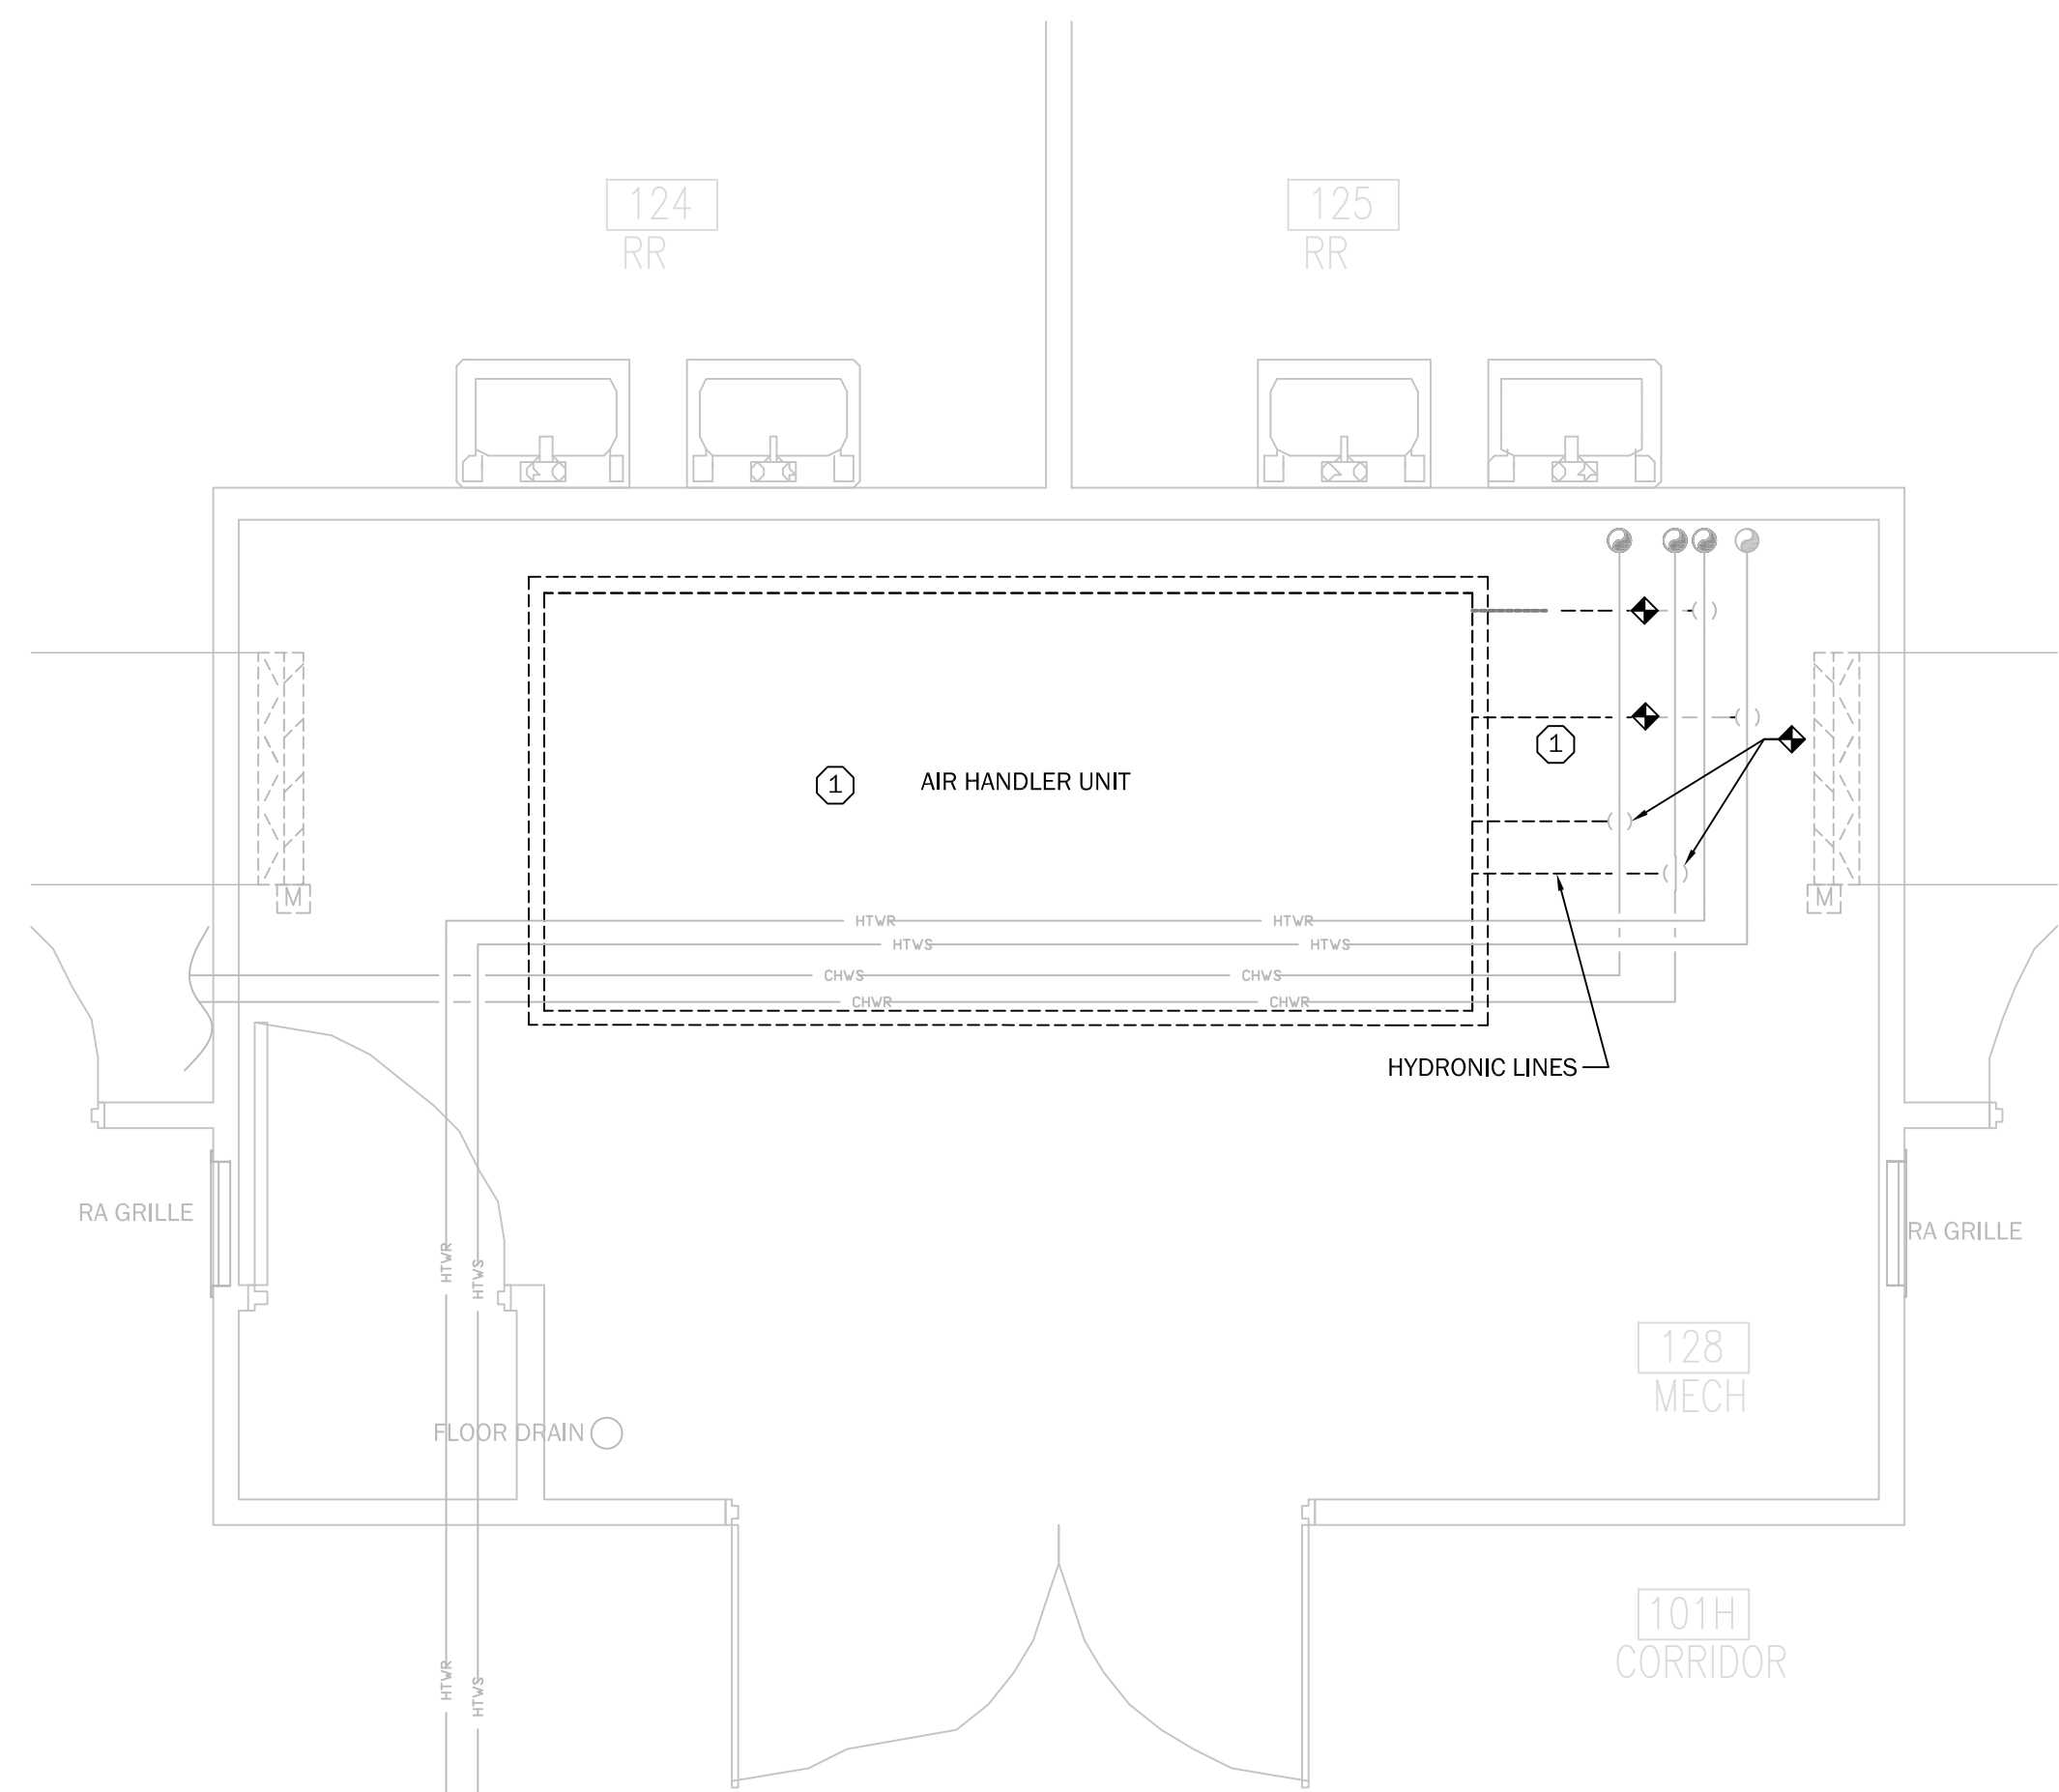 124
RR
125
RR
1
1
AIR HANDLER UNIT
M
M
HTWR
HTWR
HTWS
HTWS
CHWS
CHWS
CHWR
CHWR
HYDRONIC LINES
RA GRILLE
RA GRILLE
HTWR
HTWS
128
MECH
FLOOR DRAIN
101H
CORRIDOR
HTWR
HTWS